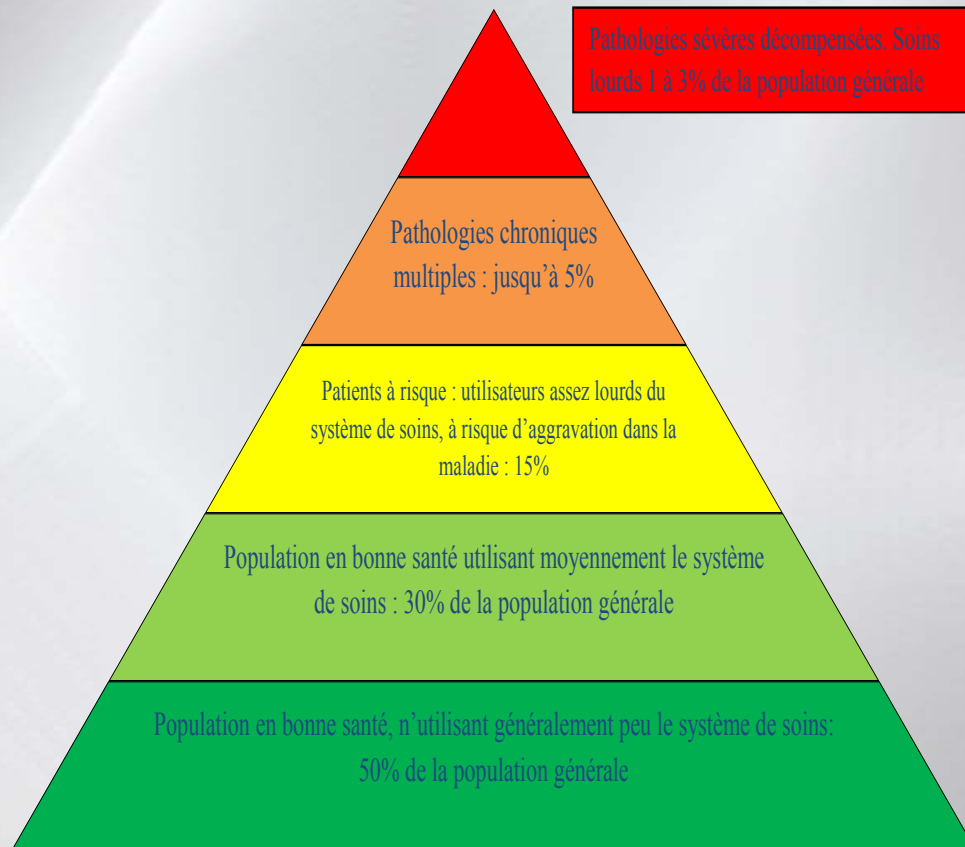 Pathologies sévères décompensées. Soins
lourds 1 à 3% de la population générale
Pathologies chroniques
multiples : jusqu’à 5%
Patients à risque : utilisateurs assez lourds du
système de soins, à risque d’aggravation dans la
maladie : 15%
Population en bonne santé utilisant moyennement le système
de soins : 30% de la population générale
Population en bonne santé, n’utilisant généralement peu le système de soins:
50% de la population générale